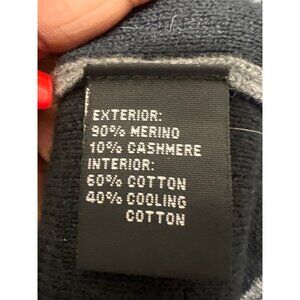 EXTERIOR:
90% MERINO
10% CASHMERE
INTERIOR:
60% COTTON
40% COOLING
COTTON